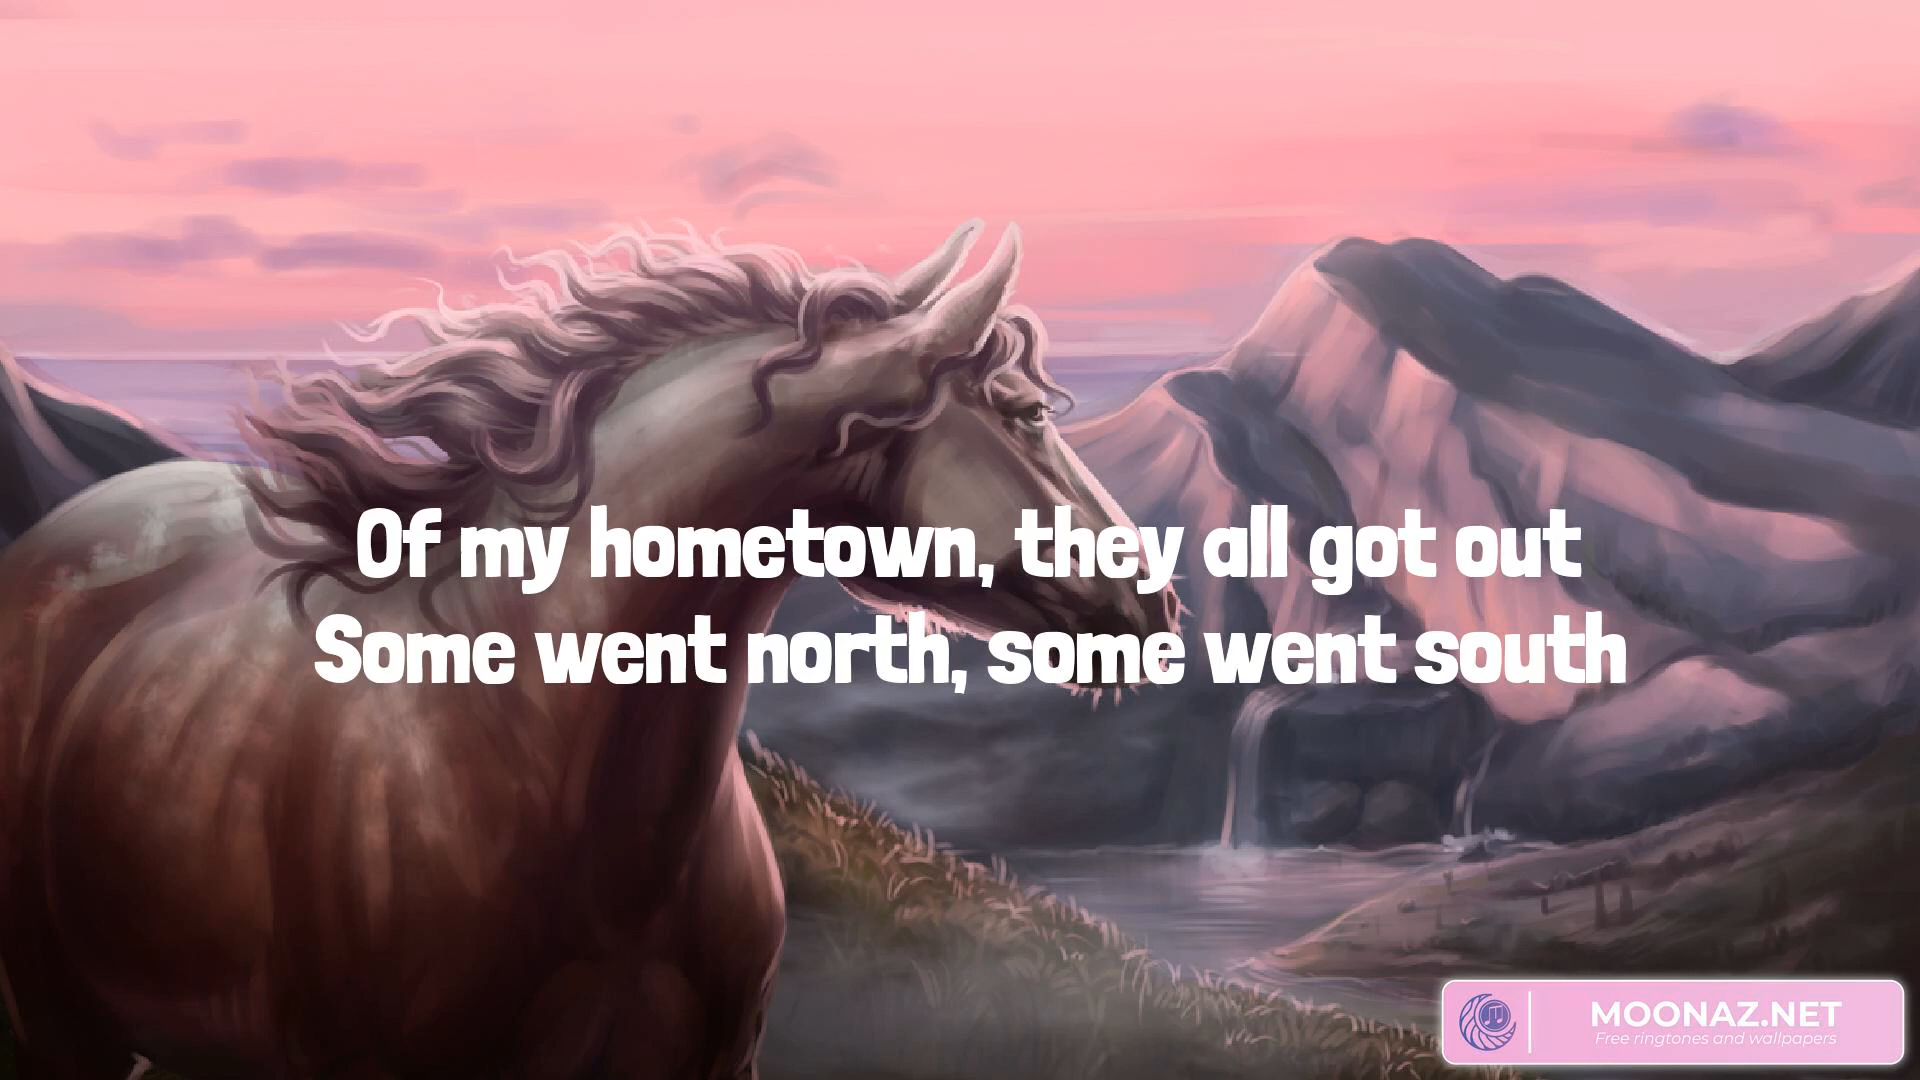 Of my hometown, they all got out
Some went north, some went south
MOONAZ.NET
Free ringtones and wallpapers